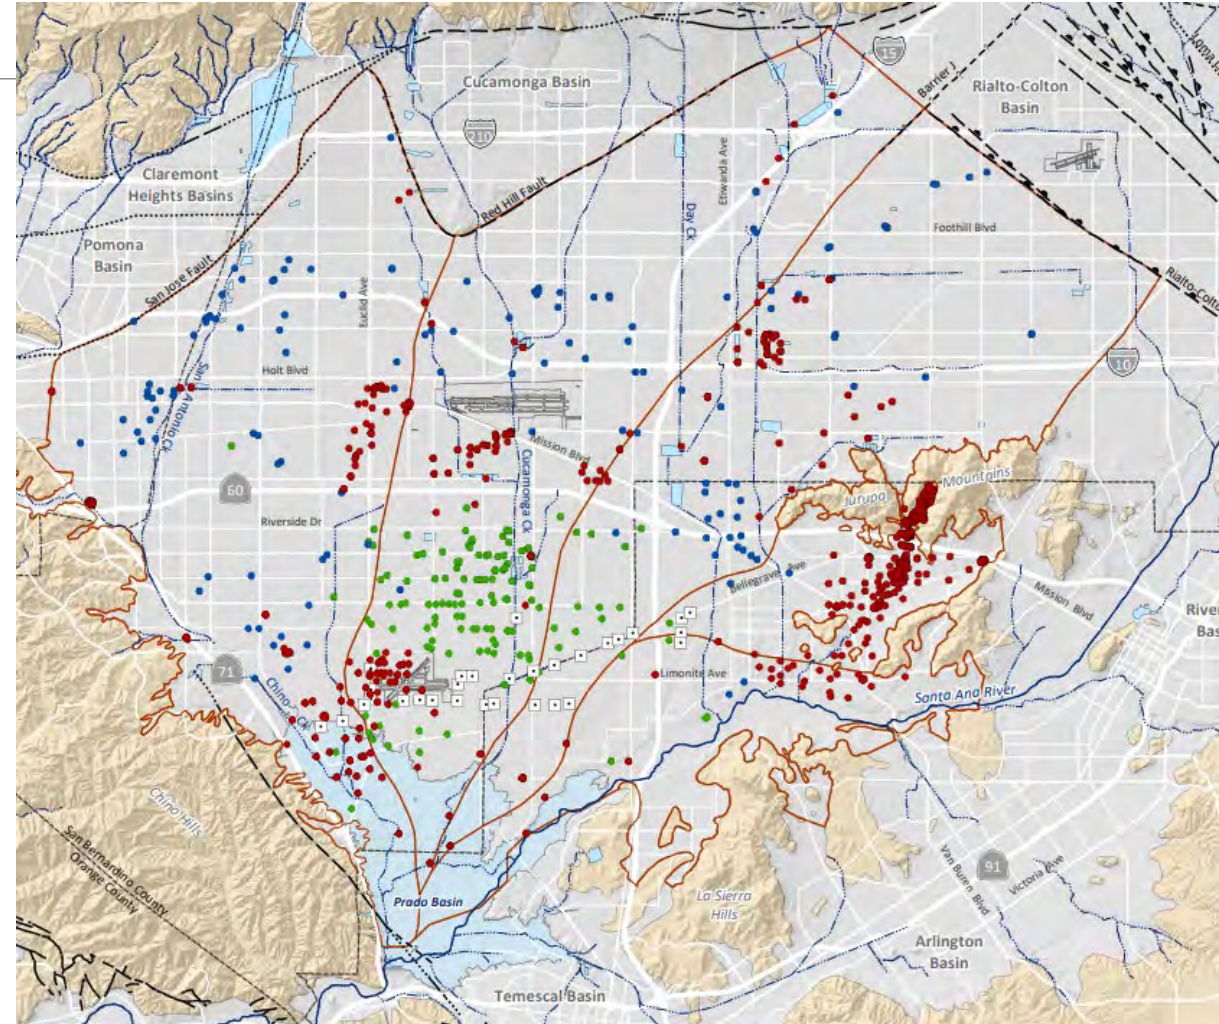 Cucamonga Basin
15
Barrier J
Rialto-Colton
Basin
210
Claremont
Heights Basins
Etiwanda Ave
Red Hill Fault
Day Ck
Foothill Blvd
Pomona
Basin
San Jose Fault
Euclid Ave
San Antonio Ck
Holt Blvd
10
Mission Blvd
Cucamonga Ck
60
Jurupa
Mountains
Riverside Dr
Bellegrave Ave
Mission Blvd
71
Limonite Ave
Santa Ana River
Chino Ck
Chino Hills
San Bernardino County
Orange County
Prado Basin
La Sierra
Hills
Van Buren Blvd
91
Victoria Ave
Arlington
Basin
Temescal Basin